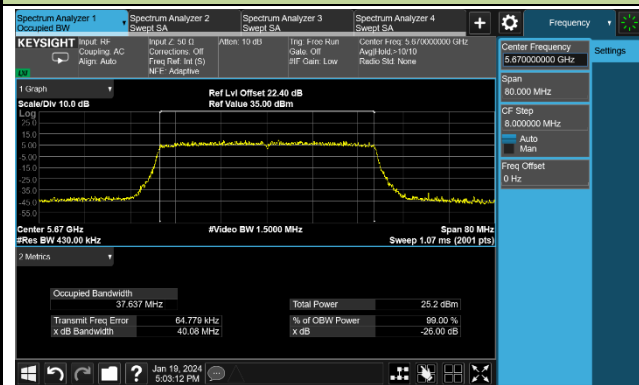 Spectrum Analyzer 1
Occupied BW
Spectrum Analyzer 2
Swept SA
Spectrum Analyzer 3
Swept SA
Spectrum Analyzer 4
Swept SA
+
Frequency
KEYSIGHT
Input: RF
Coupling: AC
Align: Auto
Input Z: 50 Ω
Corrections: Off
Freq Ref: Int (S)
NFE: Adaptive
Atten: 10 dB
Trig: Free Run
Gate: Off
#IF Gain: Low
Center Freq: 5.670000000 GHz
Avg|Hold:>10/10
Radio Std: None
Center Frequency
5.670000000 GHz
Settings
Span
80.000 MHz
CF Step
8.000000 MHz
Auto
Man
Freq Offset
0 Hz
1 Graph
Scale/Div 10.0 dB
Ref Lvl Offset 22.40 dB
Ref Value 35.00 dBm
Log
25.0
15.0
5.00
-5.00
-15.0
-25.0
-35.0
-45.0
-55.0
Center 5.67 GHz
#Res BW 430.00 kHz
#Video BW 1.5000 MHz
Span 80 MHz
Sweep 1.07 ms (2001 pts)
2 Metrics
Occupied Bandwidth
37.637 MHz
Total Power
25.2 dBm
Transmit Freq Error
64.779 kHz
% of OBW Power
99.00 %
x dB Bandwidth
40.08 MHz
x dB
-26.00 dB
?
Jan 19, 2024
5:03:12 PM